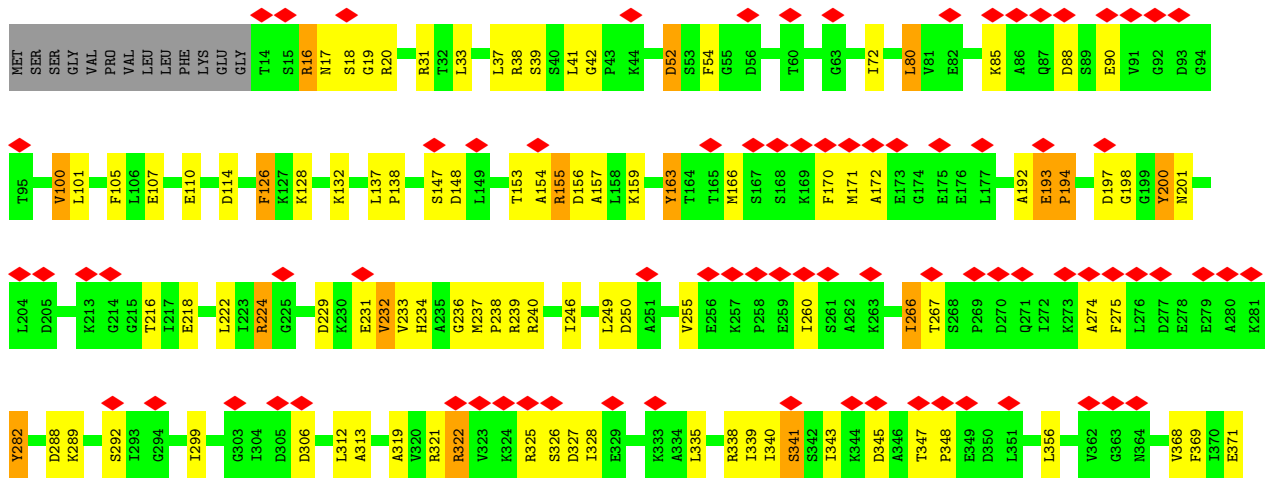 MET SER SER GLY VAL PRO VAL LEU LEU PHE LYS GLU GLY T14 S15 R16 N17 S18 G19 R20 R31 T32 L33 L37 R38 S39 S40 L41 G42 P43 K44 D52 S53 F54 G55 D56 T60 G63 I72 L80 V81 E82 K85 A86 Q87 D88 S89 E90 V91 G92 D93 G94
T95 V100 L101 F105 L106 E107 E110 D114 F126 K127 K128 K132 L137 P138 S147 D148 L149 T153 A154 R155 D156 A157 L158 K159 Y163 T164 T165 M166 S167 S168 K169 F170 M171 A172 E173 G174 E175 E176 L177 A192 E193 P194 D197 G198 G199 Y200 N201
L204 D205 K213 G214 G215 T216 I217 E218 L222 I223 R224 G225 D229 K230 E231 V232 V233 H234 A235 G236 M237 P238 R239 R240 I246 L249 D250 A251 V255 E256 K257 P258 E259 I260 S261 A262 K263 I266 T267 S268 P269 D270 Q271 I272 K273 A274 F275 L276 D277 E278 E279 A280 K281
Y282 D288 K289 S292 I293 G294 I299 G303 I304 D305 D306 L312 A313 A319 V320 R321 R322 V323 K324 R325 S326 D327 I328 E329 K333 A334 L335 R338 I339 I340 S341 S342 I343 K344 D345 A346 T347 P348 E349 D350 L351 L356 V362 G363 N364 V368 F369 I370 E371